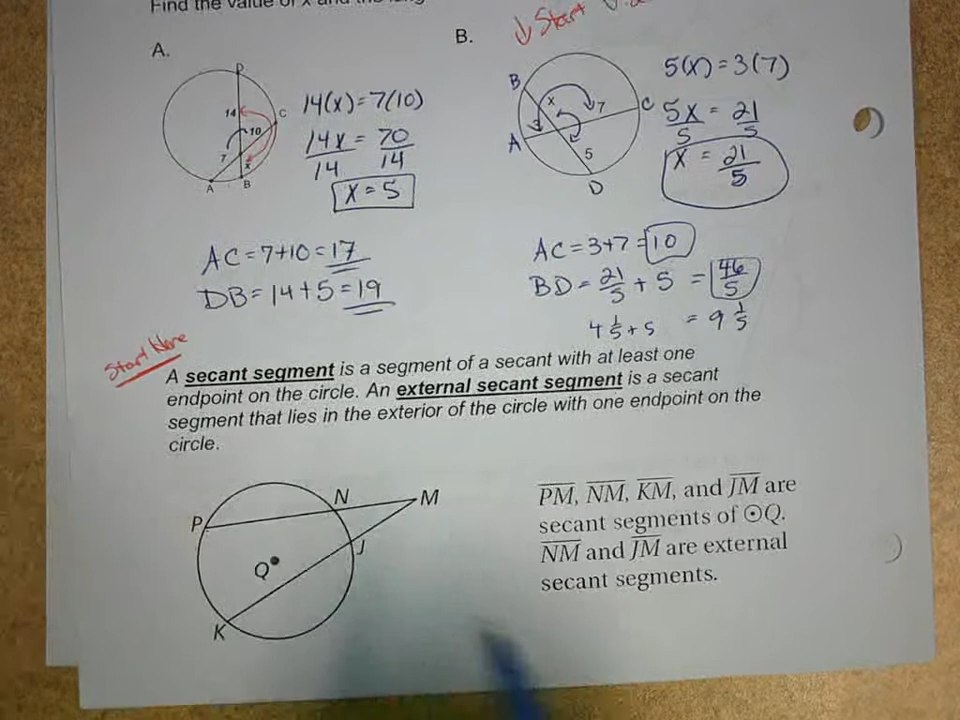 Find the value of x and the
A.
B.
↓ Start
D
14
C
10
7
x
A
B
14(x) = 7(10)
14x = 70
14 14
x = 5
AC = 7+10 = 17
DB = 14+5 = 19
B
x
7
C
3
A
5
D
5(x) = 3(7)
5x = 21
5 5
x = 21/5
AC = 3+7 = 10
BD = 21/5 + 5 = 46/5
4 1/5 + 5 = 9 1/5
Start Here
A secant segment is a segment of a secant with at least one
endpoint on the circle. An external secant segment is a secant
segment that lies in the exterior of the circle with one endpoint on the
circle.
P
N
M
J
Q
K
PM, NM, KM, and JM are
secant segments of ⊙Q.
NM and JM are external
secant segments.